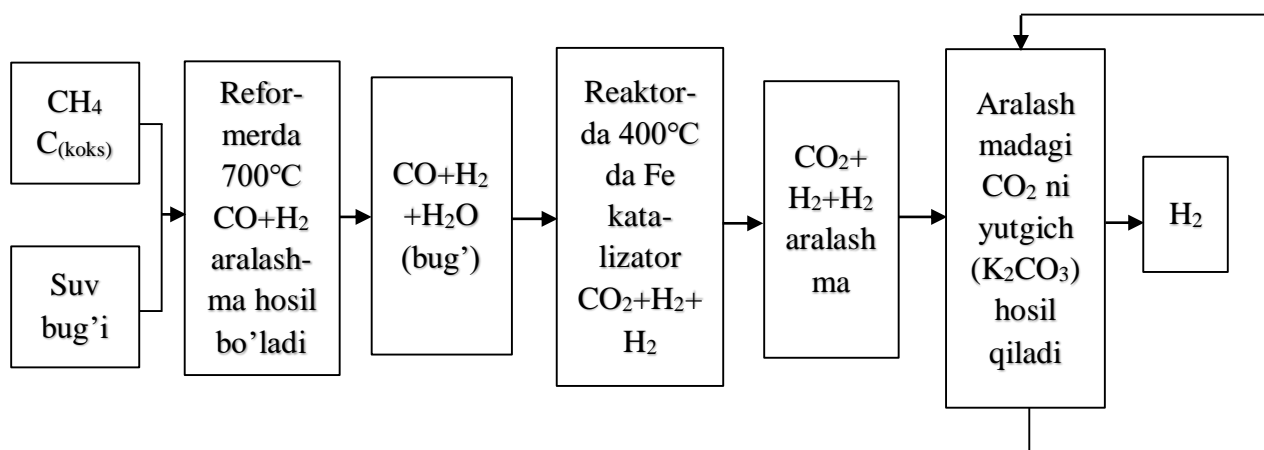 CH₄
C(koks)
Suv
bug’i
Refor-
merda
700℃
CO+H₂
aralash-
ma hosil
bo’ladi
CO+H₂
+H₂O
(bug’)
Reaktor-
da 400℃
da Fe
kata-
lizator
CO₂+H₂+
H₂
CO₂+
H₂+H₂
aralash
ma
Aralash
madagi
CO₂ ni
yutgich
(K₂CO₃)
hosil
qiladi
H₂